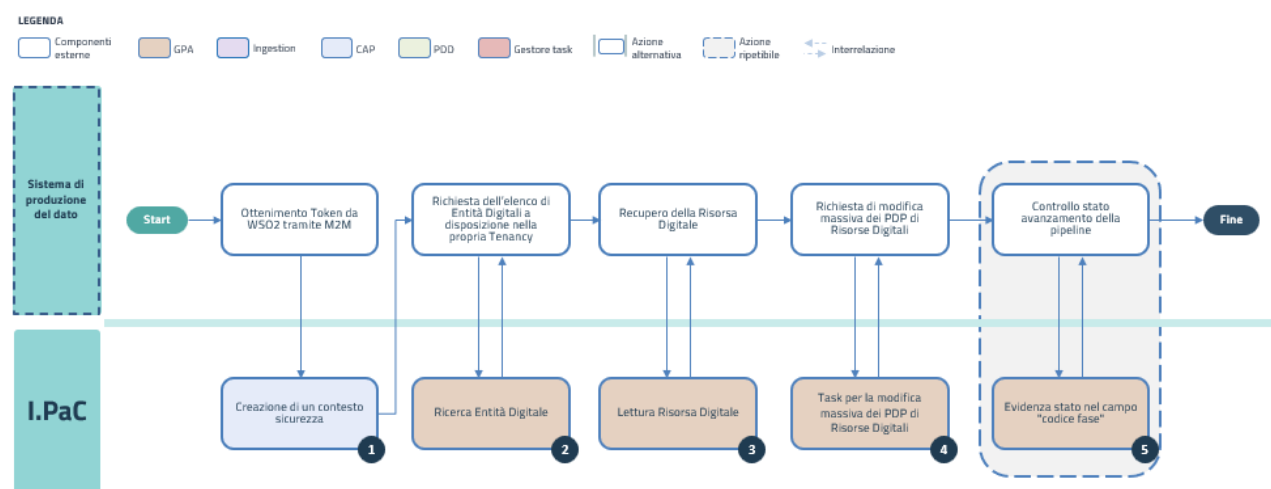 LEGENDA
Componenti
esterne
GPA
Ingestion
CAP
PDD
Gestore task
Azione
alternativa
Azione
ripetibile
Interrelazione
Sistema di
produzione
del dato
Start
Ottenimento Token da
WSO2 tramite M2M
Richiesta dell'elenco di
Entità Digitali a
disposizione nella
propria Tenancy
Recupero della Risorsa
Digitale
Richiesta di modifica
massiva dei PDP di
Risorse Digitali
Controllo stato
avanzamento della
pipeline
Fine
I.PaC
Creazione di un contesto
sicurezza
1
Ricerca Entità Digitale
2
Lettura Risorsa Digitale
3
Task per la modifica
massiva dei PDP di
Risorse Digitali
4
Evidenza stato nel campo
"codice fase"
5